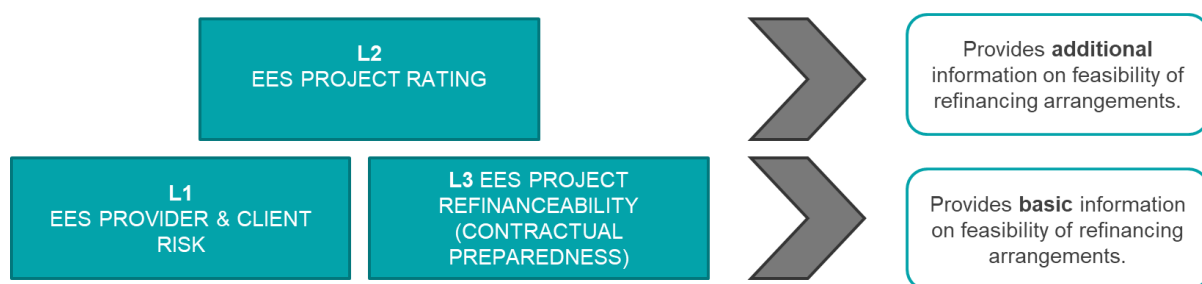 L2
EES PROJECT RATING
Provides additional
information on feasibility of
refinancing arrangements.
L1
EES PROVIDER & CLIENT
RISK
L3 EES PROJECT
REFINANCEABILITY
(CONTRACTUAL
PREPAREDNESS)
Provides basic information
on feasibility of refinancing
arrangements.